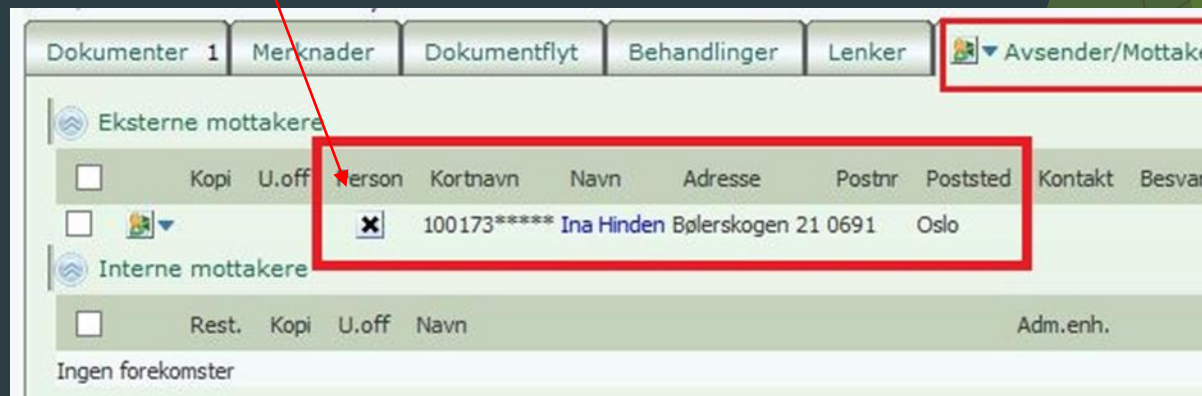 Dokumenter 1 Merknader Dokumentflyt Behandlinger Lenker Avsender/Mottake
Eksterne mottakere
Kopi U.off Person Kortnavn Navn Adresse Postnr Poststed Kontakt Besvar
100173***** Ina Hinden Bølerskogen 21 0691 Oslo
Interne mottakere
Rest. Kopi U.off Navn Adm.enh.
Ingen forekomster